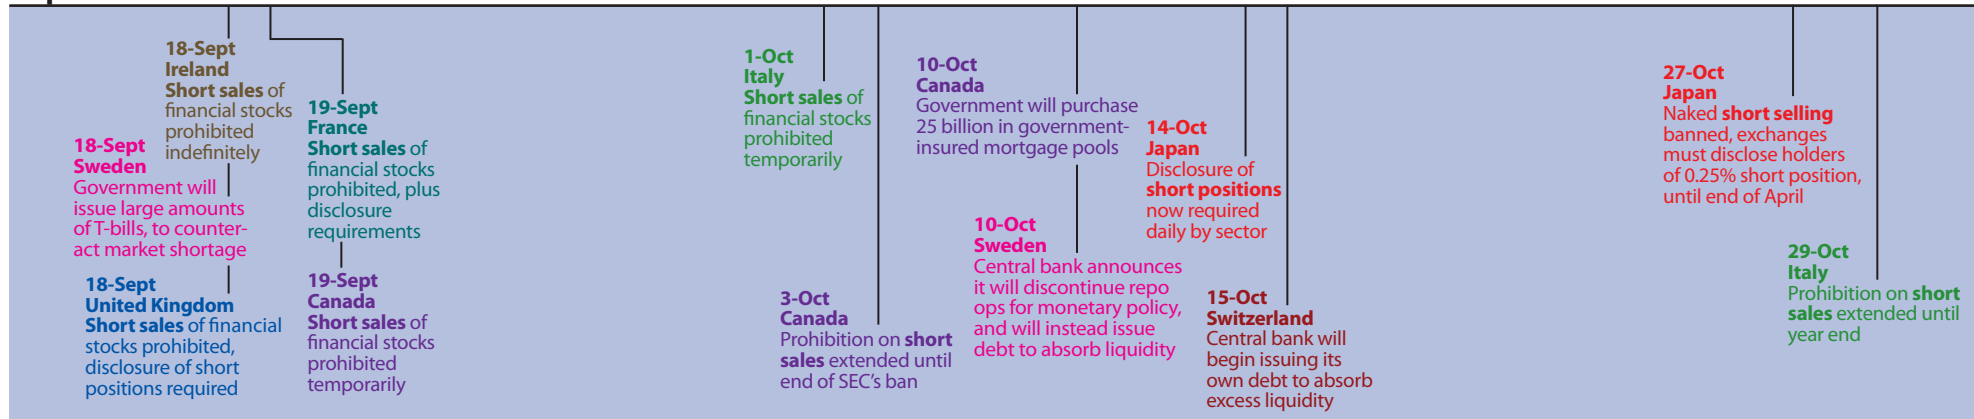 18-Sept
Ireland
Short sales of
financial stocks
prohibited
indefinitely
18-Sept
Sweden
Government will
issue large amounts
of T-bills, to counter-
act market shortage
18-Sept
United Kingdom
Short sales of financial
stocks prohibited,
disclosure of short
positions required
19-Sept
France
Short sales of
financial stocks
prohibited, plus
disclosure
requirements
19-Sept
Canada
Short sales of
financial stocks
prohibited
temporarily
1-Oct
Italy
Short sales of
financial stocks
prohibited
temporarily
3-Oct
Canada
Prohibition on short
sales extended until
end of SEC's ban
10-Oct
Canada
Government will purchase
25 billion in government-
insured mortgage pools
10-Oct
Sweden
Central bank announces
it will discontinue repo
ops for monetary policy,
and will instead issue
debt to absorb liquidity
14-Oct
Japan
Disclosure of
short positions
now required
daily by sector
15-Oct
Switzerland
Central bank will
begin issuing its
own debt to absorb
excess liquidity
27-Oct
Japan
Naked short selling
banned, exchanges
must disclose holders
of 0.25% short position,
until end of April
29-Oct
Italy
Prohibition on short
sales extended until
year end